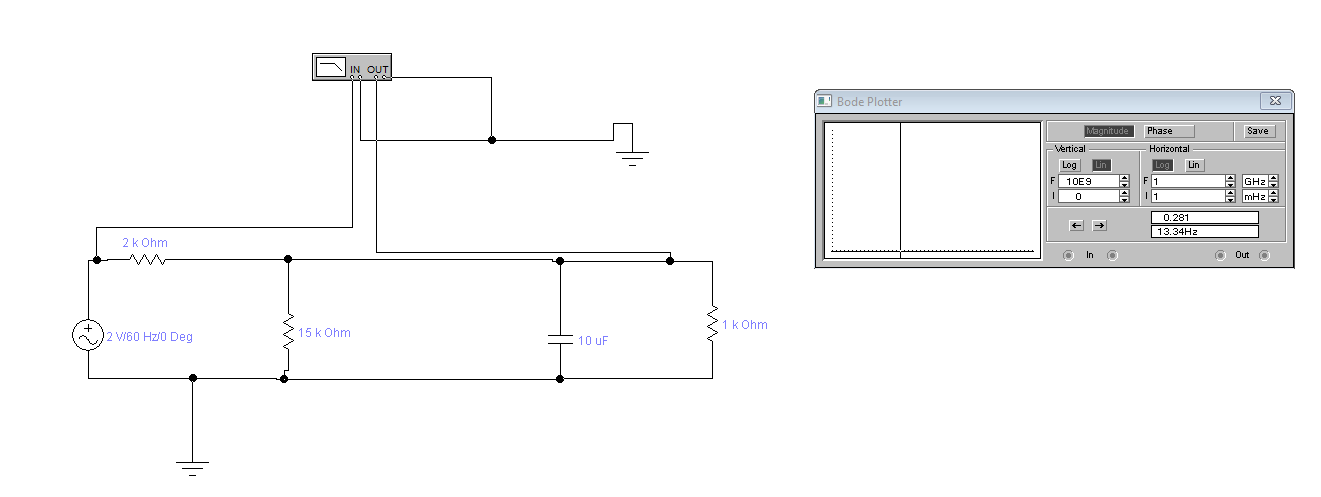 IN OUT
2 k Ohm
2 V/60 Hz/0 Deg
15 k Ohm
10 uF
1 k Ohm
Bode Plotter
Magnitude Phase Save
Vertical Horizontal
Log Lin Log Lin
F 10E9 F 1 GHz
I 0 I 1 mHz
0.281
13.34Hz
In Out